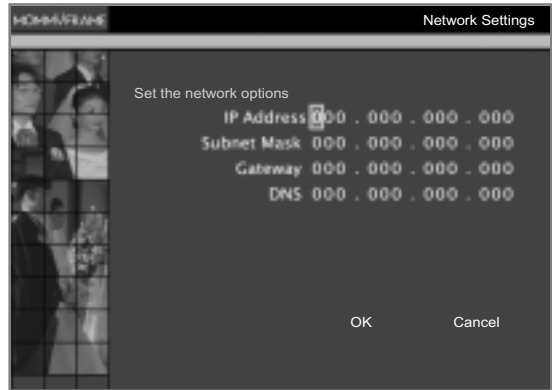 Network Settings
Set the network options
IP Address 000 . 000 . 000 . 000
Subnet Mask 000 . 000 . 000 . 000
Gateway 000 . 000 . 000 . 000
DNS 000 . 000 . 000 . 000
OK Cancel